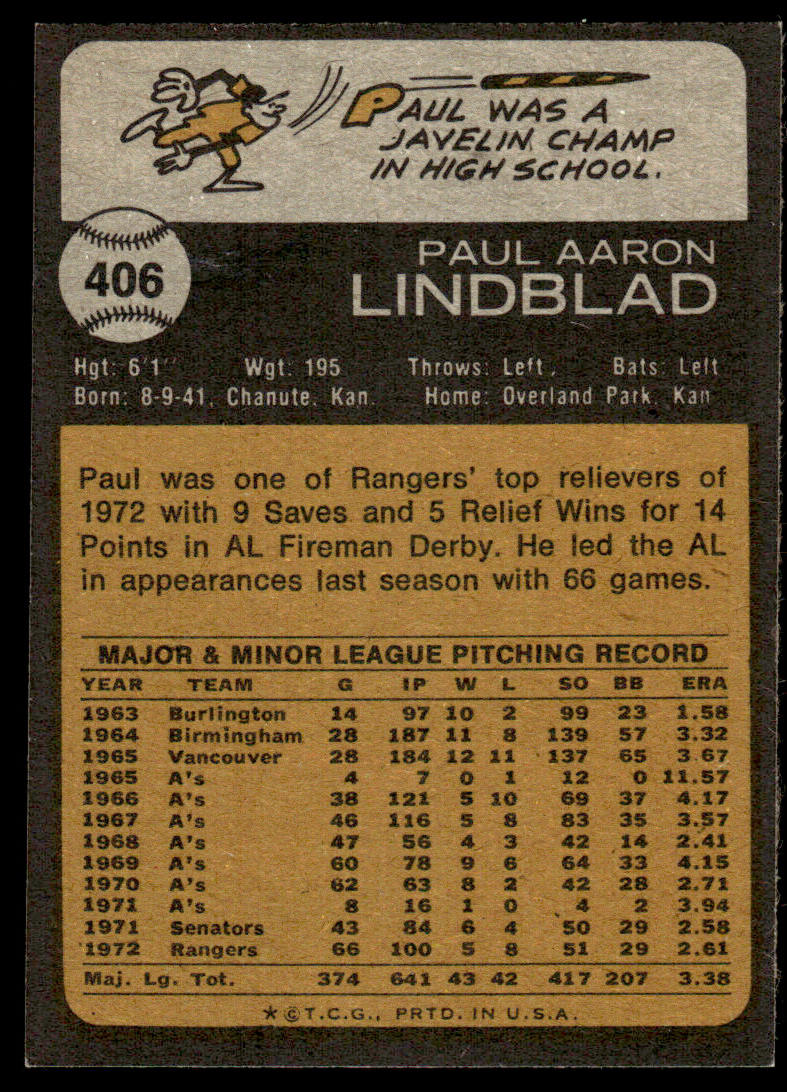 PAUL WAS A
JAVELIN CHAMP
IN HIGH SCHOOL.
406
PAUL AARON
LINDBLAD
Hgt: 6'1" Wgt: 195 Throws: Left. Bats: Left
Born: 8-9-41, Chanute, Kan. Home: Overland Park, Kan
Paul was one of Rangers' top relievers of
1972 with 9 Saves and 5 Relief Wins for 14
Points in AL Fireman Derby. He led the AL
in appearances last season with 66 games.
MAJOR & MINOR LEAGUE PITCHING RECORD
YEAR TEAM G IP W L SO BB ERA
1963 Burlington 14 97 10 2 99 23 1.58
1964 Birmingham 28 187 11 8 139 57 3.32
1965 Vancouver 28 184 12 11 137 65 3.67
1965 A's 4 7 0 1 12 0 11.57
1966 A's 38 121 5 10 69 37 4.17
1967 A's 46 116 5 8 83 35 3.57
1968 A's 47 56 4 3 42 14 2.41
1969 A's 60 78 9 6 64 33 4.15
1970 A's 62 63 8 2 42 28 2.71
1971 A's 8 16 1 0 4 2 3.94
1971 Senators 43 84 6 4 50 29 2.58
1972 Rangers 66 100 5 8 51 29 2.61
Maj. Lg. Tot. 374 641 43 42 417 207 3.38
*©T.C.G., PRTD. IN U.S.A.